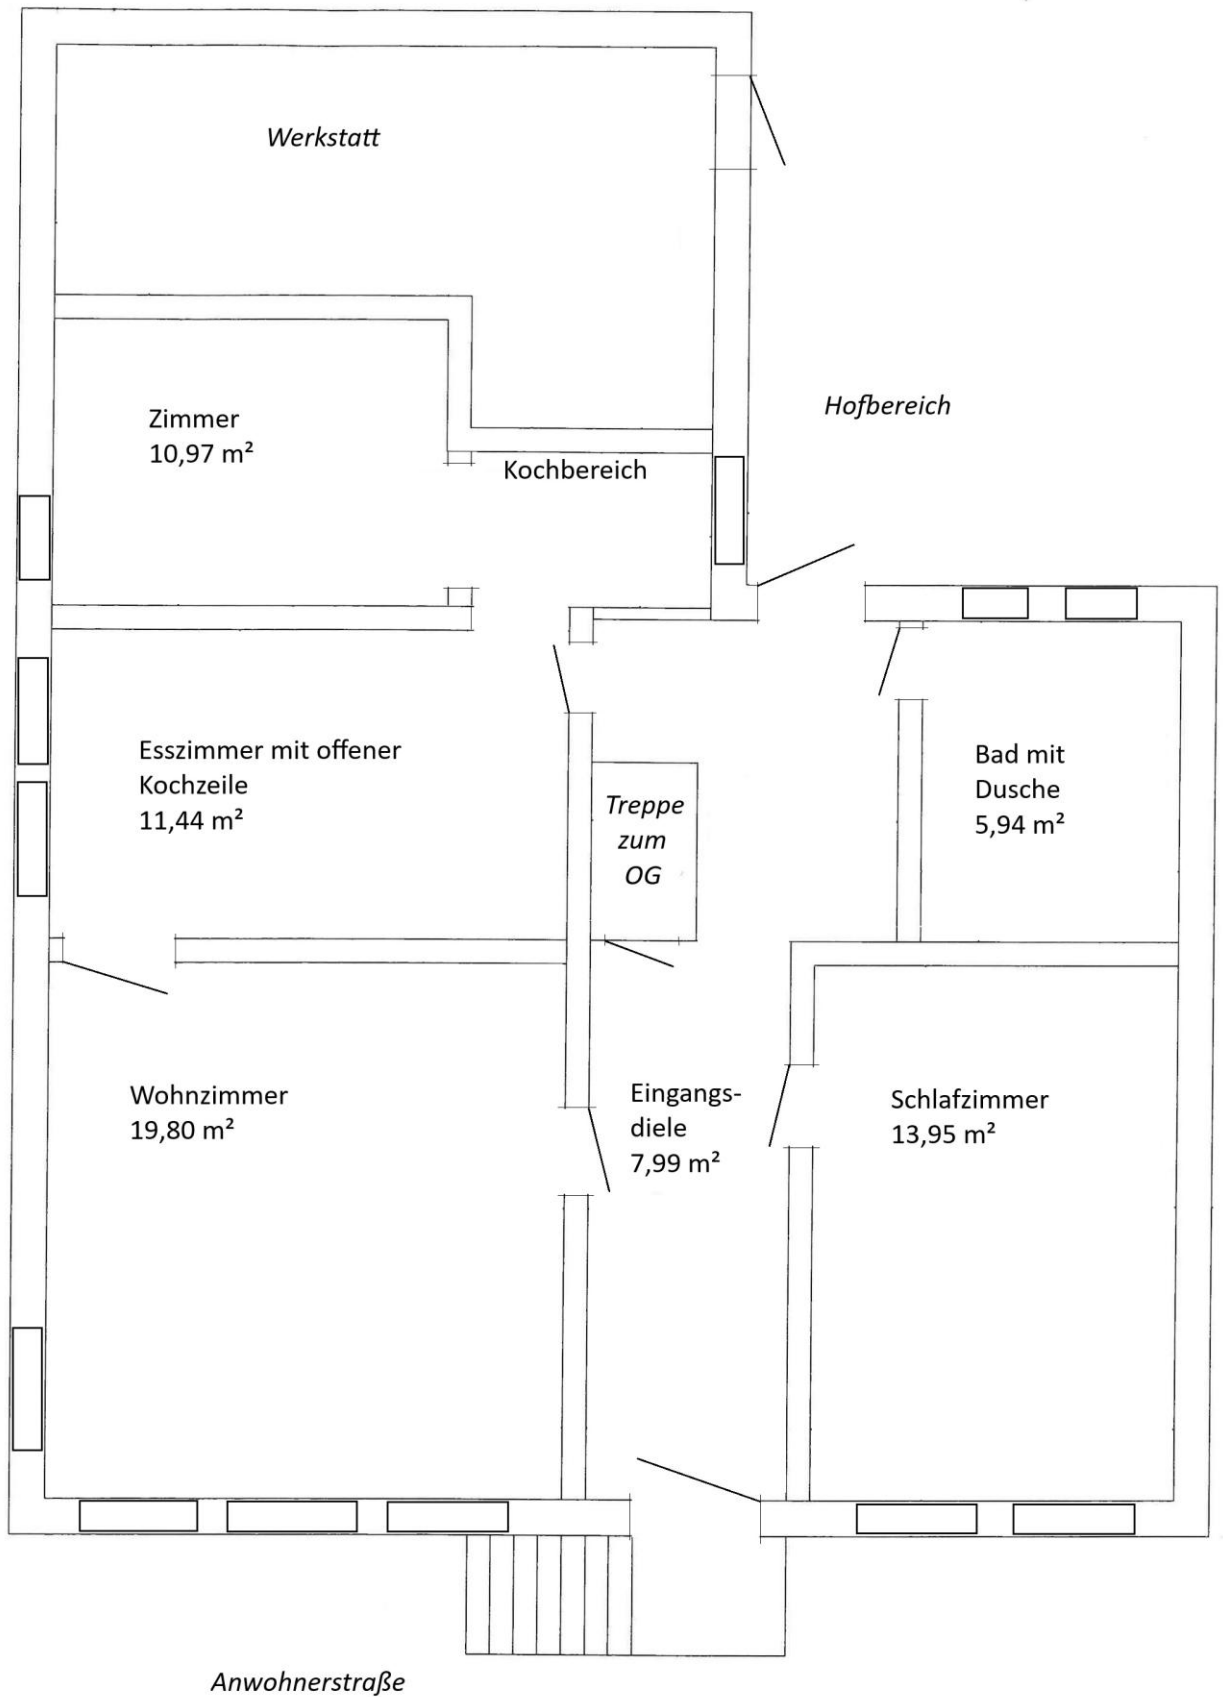 Werkstatt
Hofbereich
Zimmer
10,97 m²
Kochbereich
Esszimmer mit offener
Kochzeile
11,44 m²
Treppe
zum
OG
Bad mit
Dusche
5,94 m²
Wohnzimmer
19,80 m²
Eingangs-
diele
7,99 m²
Schlafzimmer
13,95 m²
Anwohnerstraße